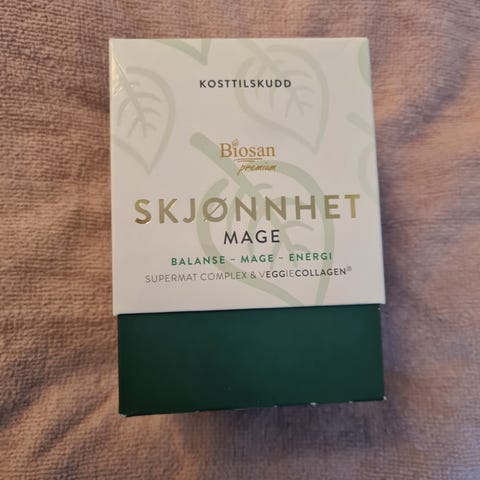 KOSTTILSKUDD
Biosan
premium
SKJØNNHET
MAGE
BALANSE – MAGE – ENERGI
SUPERMAT COMPLEX & VEGGIECOLLAGEN®